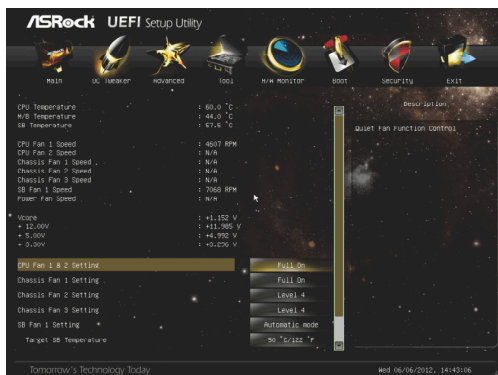 ASRock UEFI Setup Utility
Main OC Tweaker Advanced Tool H/W Monitor Boot Security Exit
Description
Quiet Fan Function Control
CPU Temperature : 60.0 °C
M/B Temperature : 44.0 °C
SB Temperature : 67.5 °C
CPU Fan 1 Speed : 4607 RPM
CPU Fan 2 Speed : N/A
Chassis Fan 1 Speed : N/A
Chassis Fan 2 Speed : N/A
Chassis Fan 3 Speed : N/A
SB Fan 1 Speed : 7068 RPM
Power Fan Speed : N/A
Vcore : +1.152 V
+ 12.00V : +11.985 V
+ 5.00V : +4.992 V
+ 3.30V
CPU Fan 1 & 2 Setting Full On
Chassis Fan 1 Setting Full On
Chassis Fan 2 Setting Level 4
Chassis Fan 3 Setting Level 4
SB Fan 1 Setting Automatic mode
Target SB Temperature 50 °C/122 °F
Tomorrow's Technology Today
Wed 06/06/2012, 14:43:06